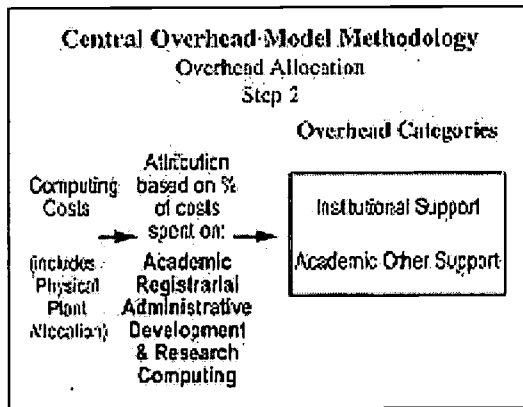 Central Overhead Model Methodology
Overhead Allocation
Step 2
Overhead Categories
Computing
Costs
(includes
Physical
Plant
Allocation)
Attribution
based on %
of costs
spent on:
Academic
Registrarial
Administrative
Development
& Research
Computing
Institutional Support
Academic Other Support